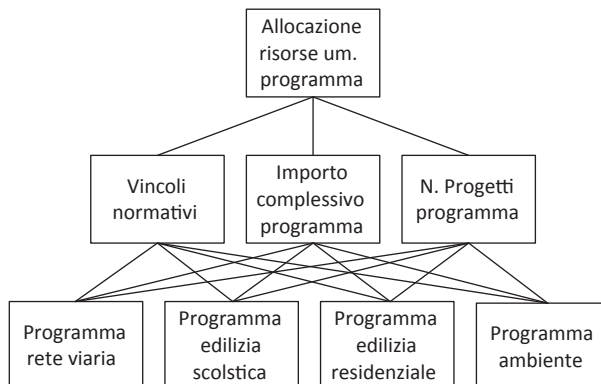 Allocazione
risorse um.
programma
Vincoli
normativi
Importo
complessivo
programma
N. Progetti
programma
Programma
rete viaria
Programma
edilizia
scolstica
Programma
edilizia
residenziale
Programma
ambiente